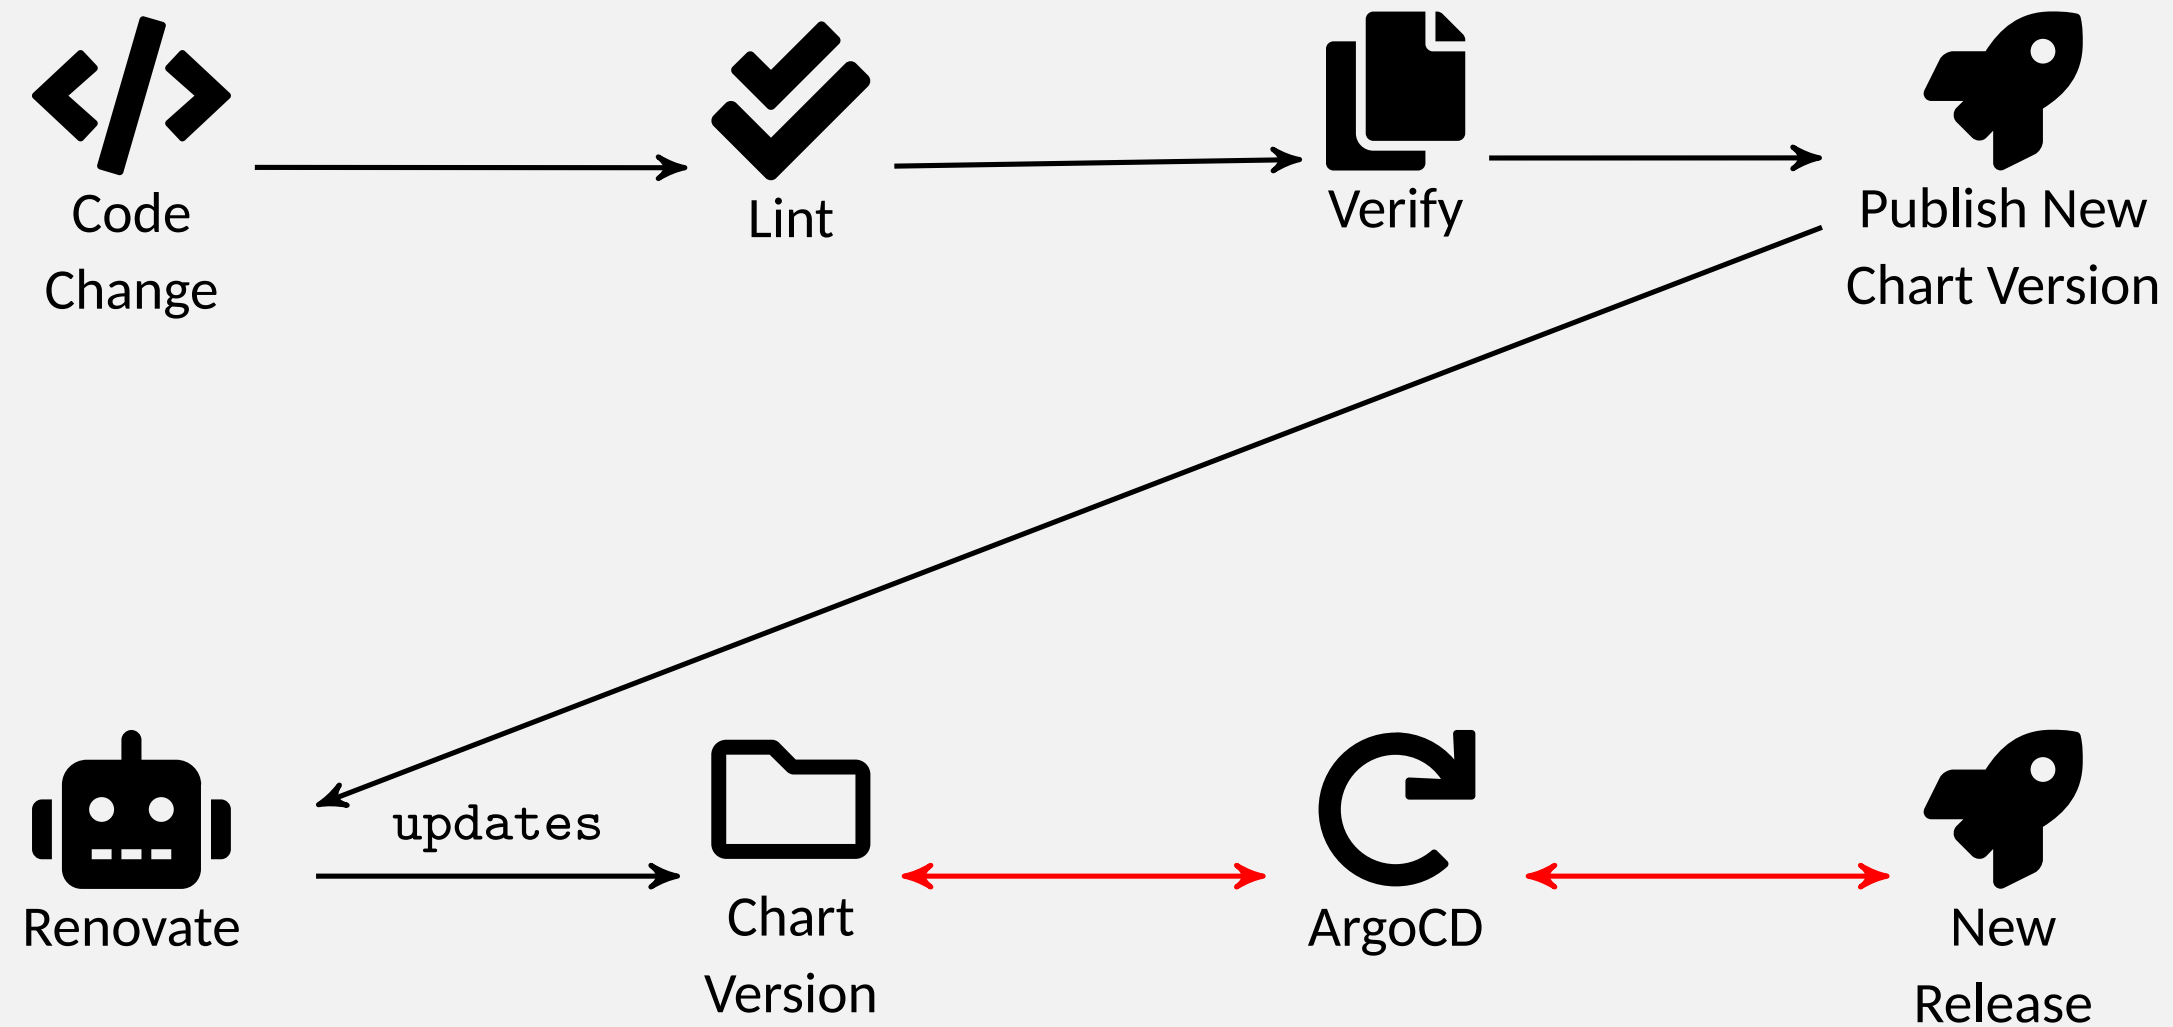 Code
Change
Lint
Verify
Publish New
Chart Version
updates
Renovate
Chart
Version
ArgoCD
New
Release